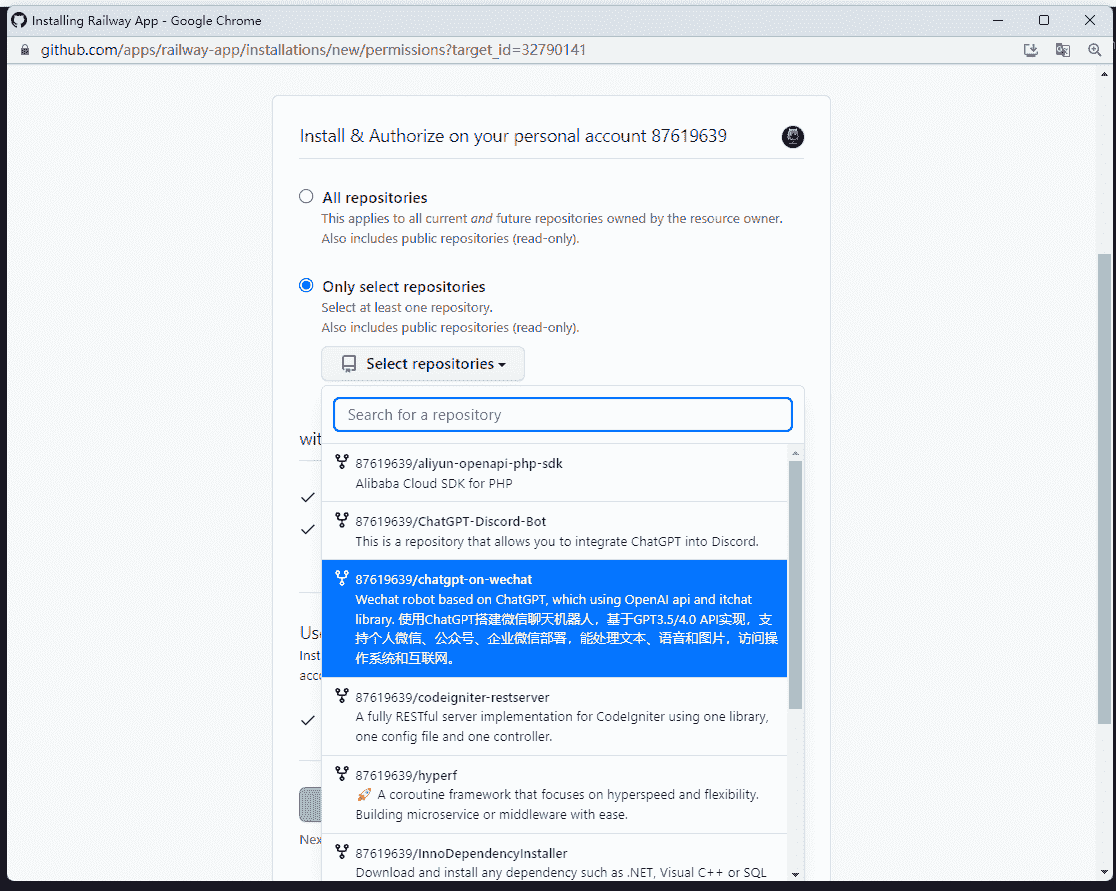 Installing Railway App - Google Chrome
github.com/apps/railway-app/installations/new/permissions?target_id=32790141
Install & Authorize on your personal account 87619639
All repositories
This applies to all current and future repositories owned by the resource owner.
Also includes public repositories (read-only).
Only select repositories
Select at least one repository.
Also includes public repositories (read-only).
Select repositories
Search for a repository
wit
87619639/aliyun-openapi-php-sdk
Alibaba Cloud SDK for PHP
87619639/ChatGPT-Discord-Bot
This is a repository that allows you to integrate ChatGPT into Discord.
87619639/chatgpt-on-wechat
Wechat robot based on ChatGPT, which using OpenAI api and itchat
library. 使用ChatGPT搭建微信聊天机器人，基于GPT3.5/4.0 API实现，支
持个人微信、公众号、企业微信部署，能处理文本、语音和图片，访问操
作系统和互联网。
Use
Inst
acco
87619639/codeigniter-restserver
A fully RESTful server implementation for CodeIgniter using one library,
one config file and one controller.
87619639/hyperf
🚀 A coroutine framework that focuses on hyperspeed and flexibility.
Building microservice or middleware with ease.
Nex
87619639/InnoDependencyInstaller
Download and install any dependency such as .NET, Visual C++ or SQL